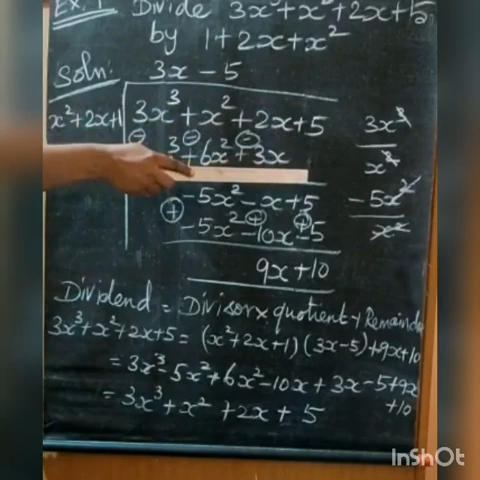 Ex. 1 Divide 3x³+x²+2x+5
by 1+2x+x²
Soln:
3x - 5
x²+2x+1 3x³+x²+2x+5
3+6x²+3x
-5x²-x+5
-5x²-10x-5
9x+10
3x³
x²
-5x²
x²
Dividend = Divisor x quotient + Remainder
3x³+x²+2x+5 = (x²+2x+1)(3x-5)+9x+10
= 3x³-5x²+6x²-10x+3x-5+9x
+10
= 3x³+x²+2x+5
InShOt